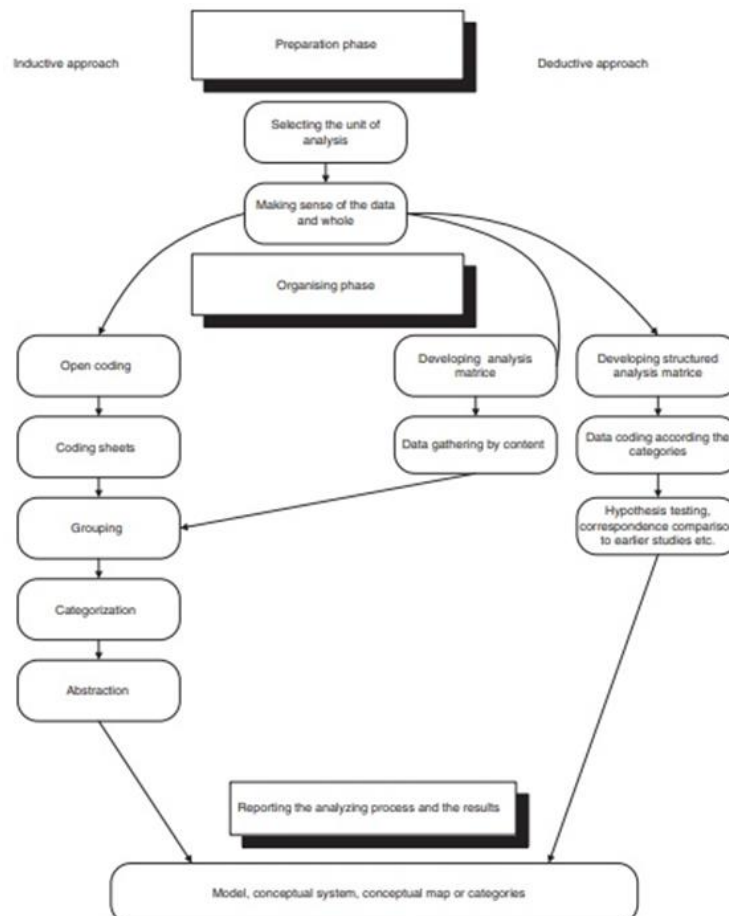 Preparation phase
Inductive approach
Deductive approach
Selecting the unit of
analysis
Making sense of the data
and whole
Organising phase
Open coding
Developing analysis
matrice
Developing structured
analysis matrice
Coding sheets
Data gathering by content
Data coding according the
categories
Grouping
Hypothesis testing,
correspondence comparison
to earlier studies etc.
Categorization
Abstraction
Reporting the analyzing process and the results
Model, conceptual system, conceptual map or categories